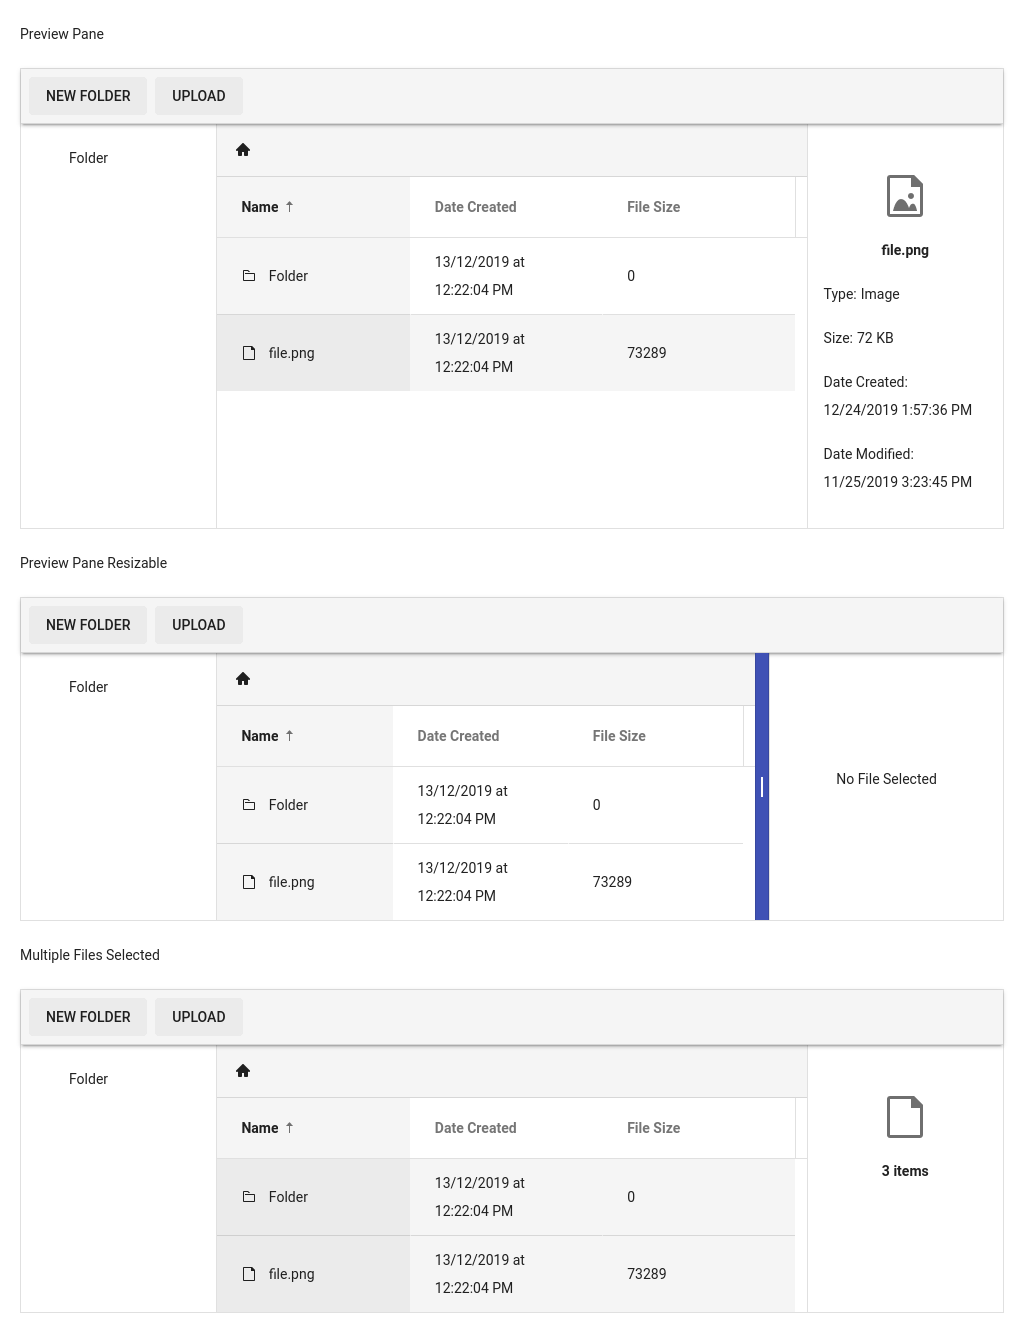 Preview Pane
NEW FOLDER UPLOAD
Folder
Name Date Created File Size
Folder 13/12/2019 at 12:22:04 PM 0
file.png 13/12/2019 at 12:22:04 PM 73289
file.png
Type: Image
Size: 72 KB
Date Created:
12/24/2019 1:57:36 PM
Date Modified:
11/25/2019 3:23:45 PM
Preview Pane Resizable
NEW FOLDER UPLOAD
Folder
Name Date Created File Size
Folder 13/12/2019 at 12:22:04 PM 0
file.png 13/12/2019 at 12:22:04 PM 73289
No File Selected
Multiple Files Selected
NEW FOLDER UPLOAD
Folder
Name Date Created File Size
Folder 13/12/2019 at 12:22:04 PM 0
file.png 13/12/2019 at 12:22:04 PM 73289
3 items